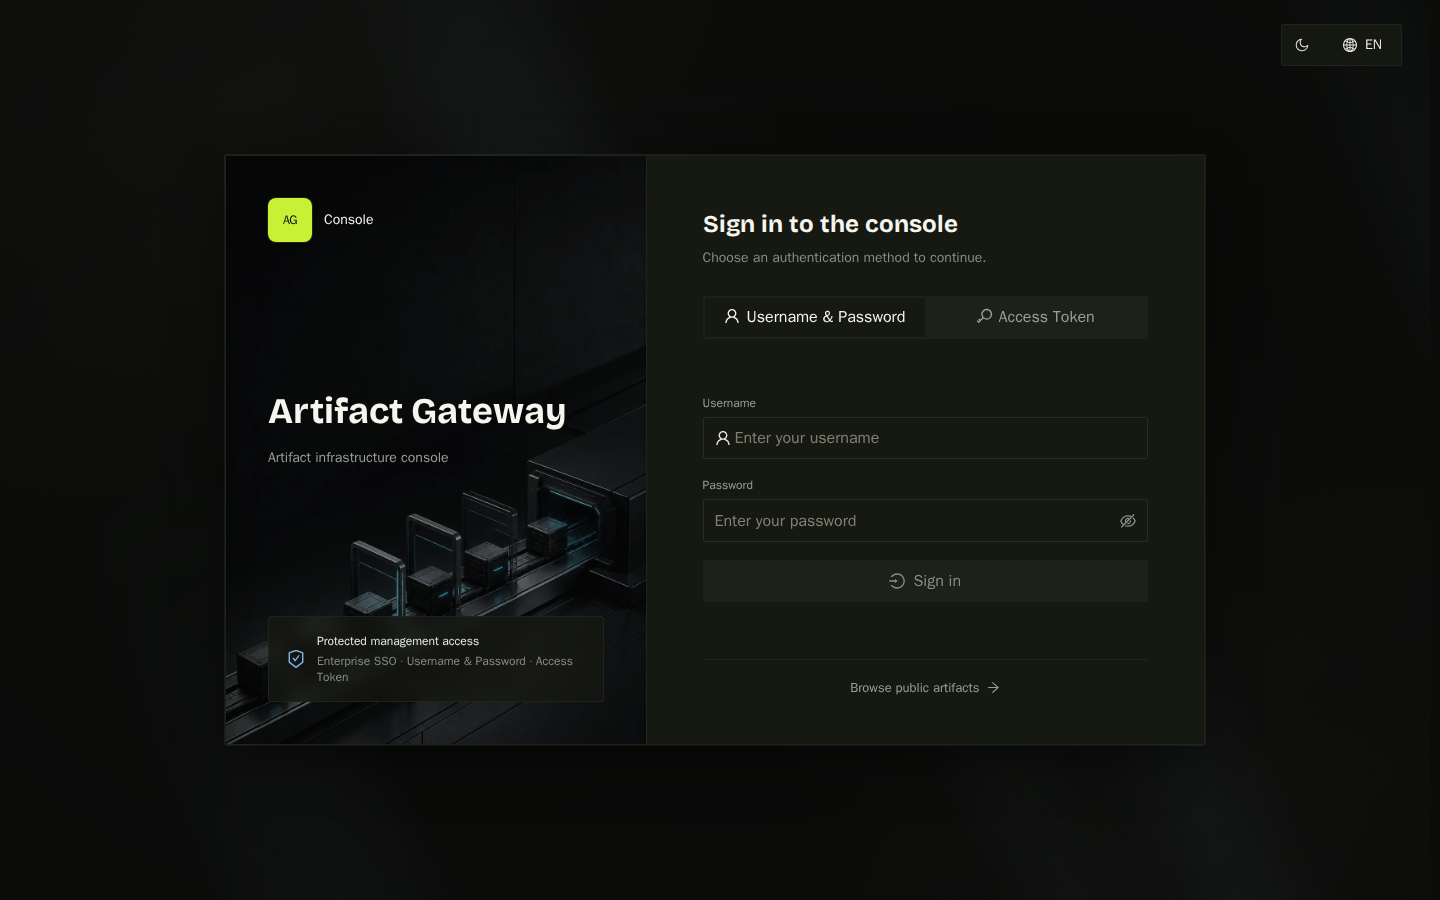 EN
AG
Console
Artifact Gateway
Artifact infrastructure console
Protected management access
Enterprise SSO · Username & Password · Access
Token
Sign in to the console
Choose an authentication method to continue.
Username & Password
Access Token
Username
Enter your username
Password
Enter your password
Sign in
Browse public artifacts